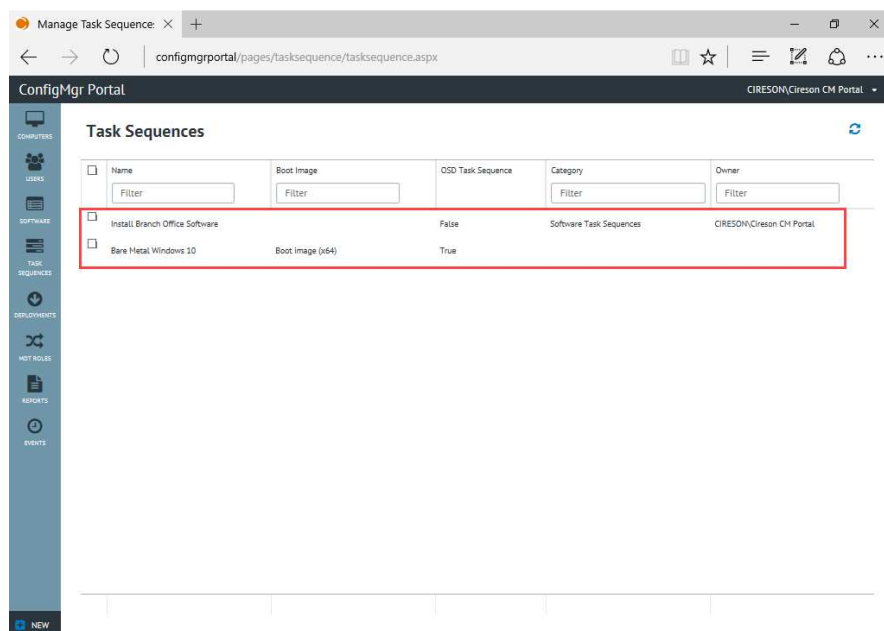 Manage Task Sequence:
configmgrportal/pages/tasksequence/tasksequence.aspx
ConfigMgr Portal
CIRESON\Cireson CM Portal
COMPUTERS
USERS
SOFTWARE
TASK
SEQUENCES
DEPLOYMENTS
MDT ROLES
REPORTS
EVENTS
NEW
Task Sequences
Name Boot Image OSD Task Sequence Category Owner
Filter Filter Filter Filter
Install Branch Office Software False Software Task Sequences CIRESON\Cireson CM Portal
Bare Metal Windows 10 Boot image (x64) True